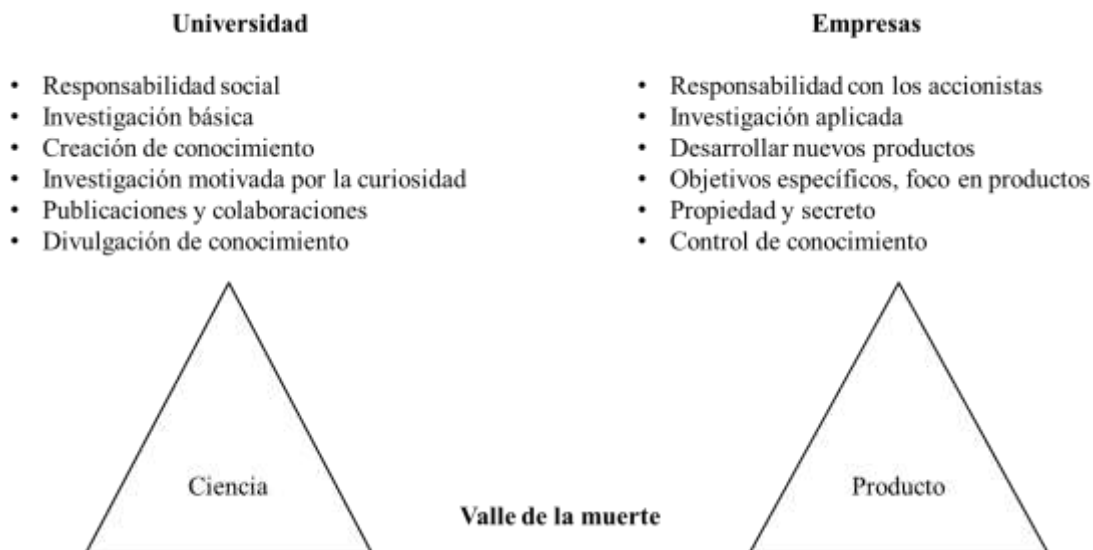 Universidad
• Responsabilidad social
• Investigación básica
• Creación de conocimiento
• Investigación motivada por la curiosidad
• Publicaciones y colaboraciones
• Divulgación de conocimiento
Ciencia
Empresas
• Responsabilidad con los accionistas
• Investigación aplicada
• Desarrollar nuevos productos
• Objetivos específicos, foco en productos
• Propiedad y secreto
• Control de conocimiento
Producto
Valle de la muerte